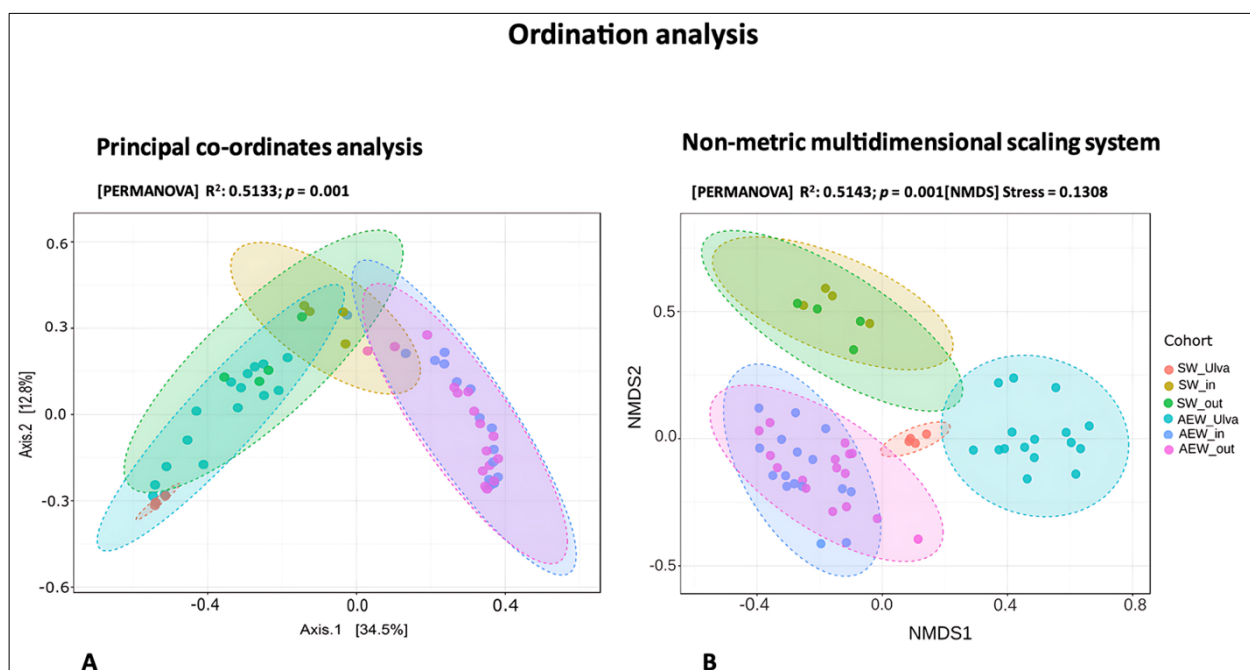 Ordination analysis
Principal co-ordinates analysis
[PERMANOVA] R²: 0.5133; p = 0.001
0.6
0.3
0.0
-0.3
-0.6
Axis.2 [12.8%]
-0.4
0.0
0.4
Axis.1 [34.5%]
A
Non-metric multidimensional scaling system
[PERMANOVA] R²: 0.5143; p = 0.001[NMDS] Stress = 0.1308
0.5
0.0
-0.5
NMDS2
-0.4
0.0
0.4
0.8
NMDS1
B
Cohort
SW_Ulva
SW_in
SW_out
AEW_Ulva
AEW_in
AEW_out